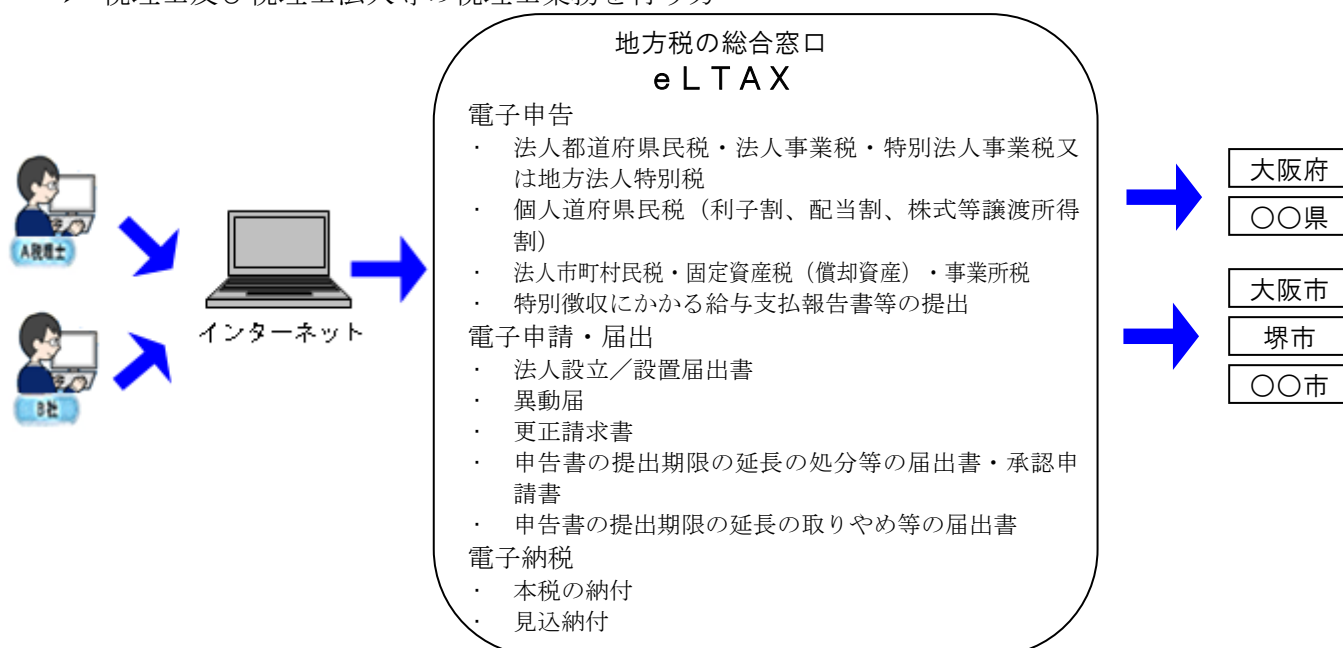 地方税の総合窓口
eLTAX
電子申告
・ 法人都道府県民税・法人事業税・特別法人事業税又
は地方法人特別税
・ 個人道府県民税（利子割、配当割、株式等譲渡所得
割）
・ 法人市町村民税・固定資産税（償却資産）・事業所税
・ 特別徴収にかかる給与支払報告書等の提出
電子申請・届出
・ 法人設立／設置届出書
・ 異動届
・ 更正請求書
・ 申告書の提出期限の延長の処分等の届出書・承認申
請書
・ 申告書の提出期限の延長の取りやめ等の届出書
電子納税
・ 本税の納付
・ 見込納付
A税理士
B社
インターネット
大阪府
○○県
大阪市
堺市
○○市